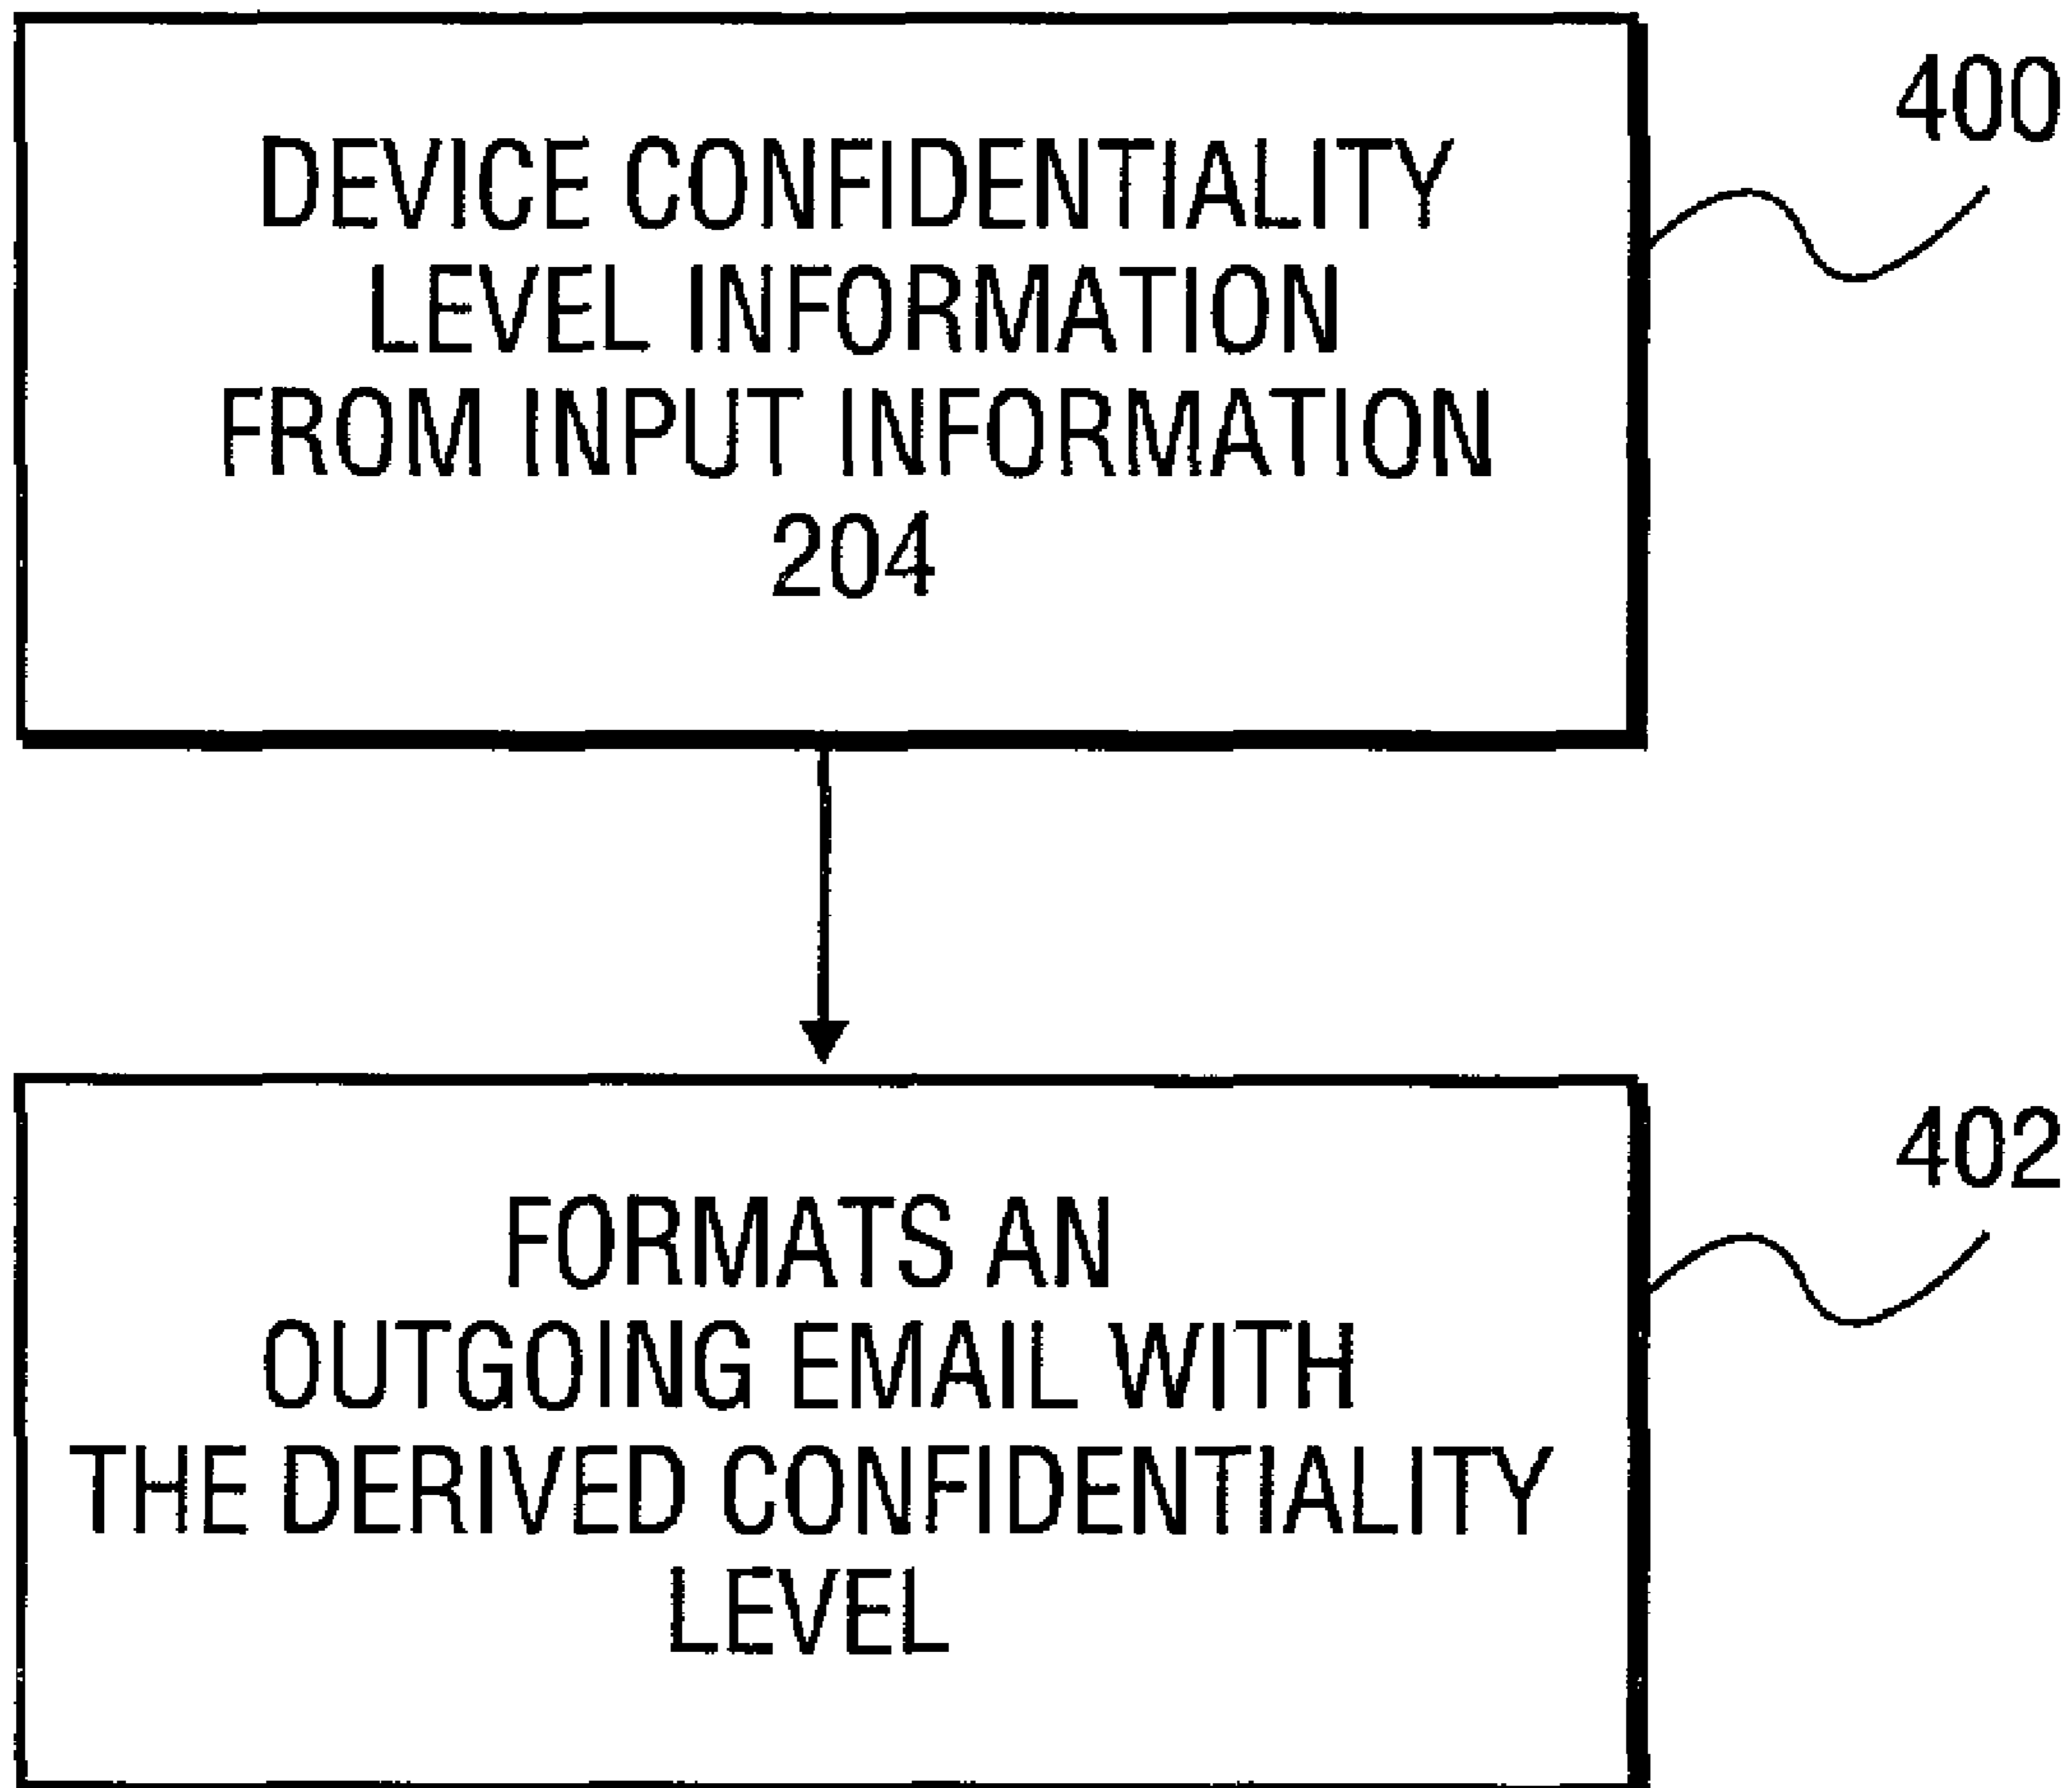 DEVICE CONFIDENTIALITY
LEVEL INFORMATION
FROM INPUT INFORMATION
204
400
FORMATS AN
OUTGOING EMAIL WITH
THE DERIVED CONFIDENTIALITY
LEVEL
402